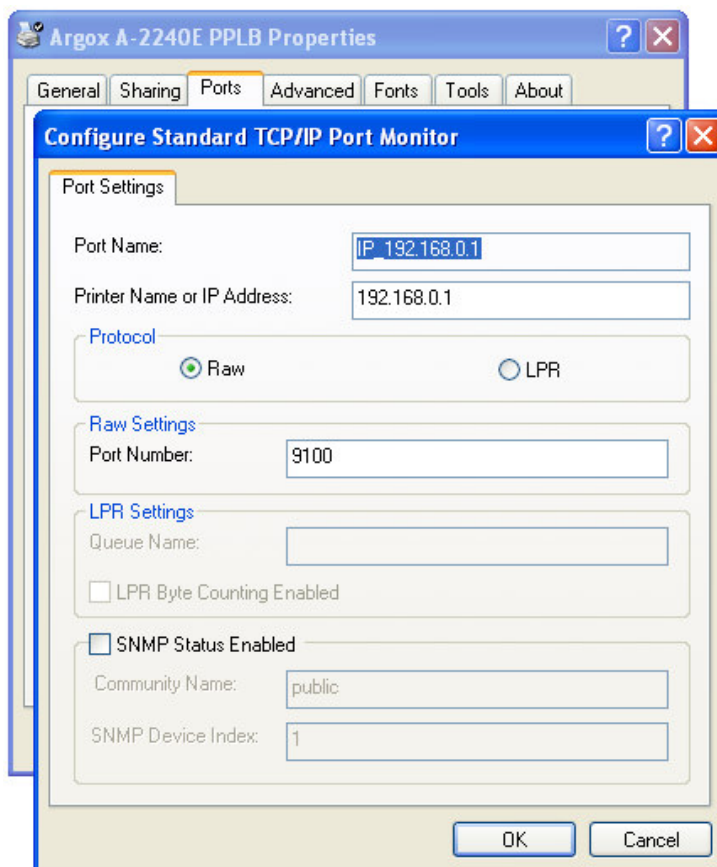 Argox A-2240E PPLB Properties
General Sharing Ports Advanced Fonts Tools About
Configure Standard TCP/IP Port Monitor
Port Settings
Port Name: IP_192.168.0.1
Printer Name or IP Address: 192.168.0.1
Protocol
Raw LPR
Raw Settings
Port Number: 9100
LPR Settings
Queue Name:
LPR Byte Counting Enabled
SNMP Status Enabled
Community Name: public
SNMP Device Index: 1
OK Cancel